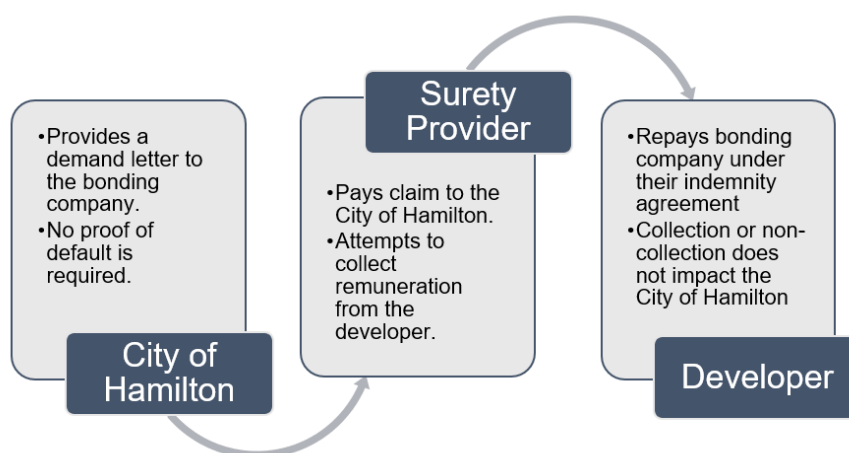 •Provides a
demand letter to
the bonding
company.
•No proof of
default is
required.
City of
Hamilton
Surety
Provider
•Pays claim to the
City of Hamilton.
•Attempts to
collect
remuneration
from the
developer.
•Repays bonding
company under
their indemnity
agreement
•Collection or non-
collection does
not impact the
City of Hamilton
Developer